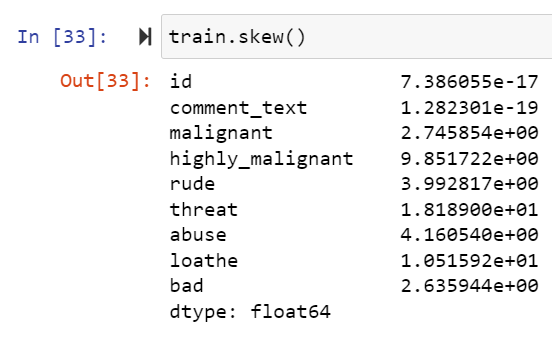 In [33]: train.skew()
Out[33]: id 7.386055e-17
comment_text 1.282301e-19
malignant 2.745854e+00
highly_malignant 9.851722e+00
rude 3.992817e+00
threat 1.818900e+01
abuse 4.160540e+00
loathe 1.051592e+01
bad 2.635944e+00
dtype: float64